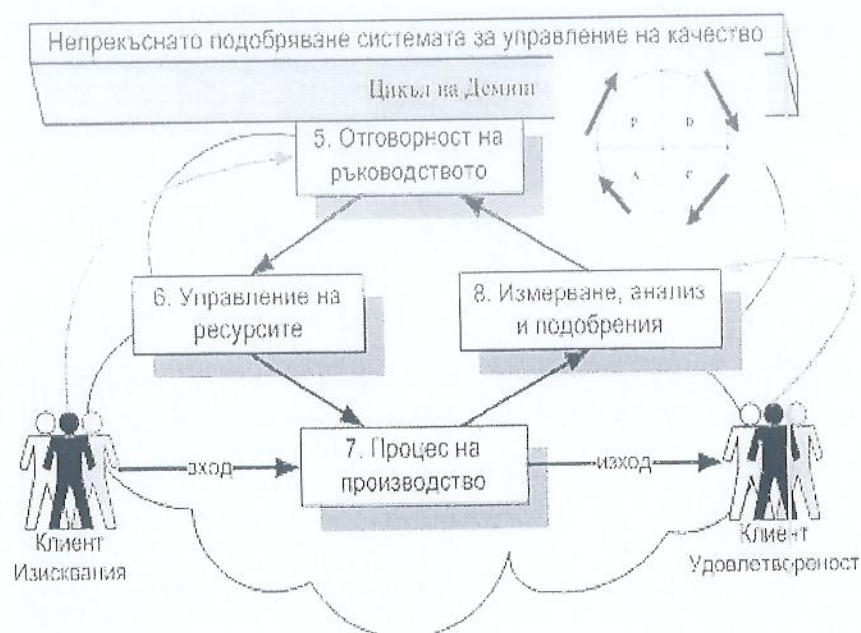 Непрекъснато подобряване системата за управление на качество
Цикъл на Деминг
5. Отговорност на
ръководството
P D
A C
6. Управление на
ресурсите
8. Измерване, анализ
и подобрения
7. Процес на
производство
вход
изход
Клиент
Изисквания
Клиент
Удовлетвореност